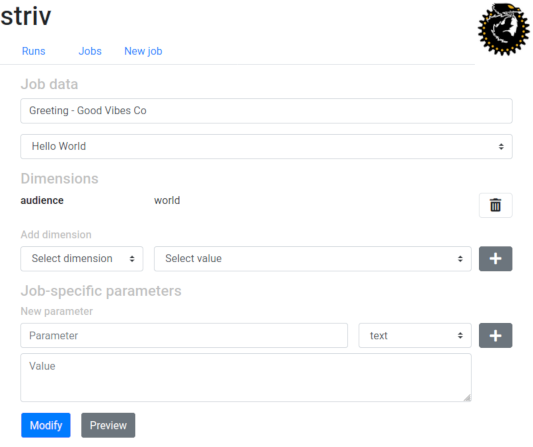 striv
Runs Jobs New job
Job data
Greeting - Good Vibes Co
Hello World
Dimensions
audience world
Add dimension
Select dimension Select value
Job-specific parameters
New parameter
Parameter text
Value
Modify Preview